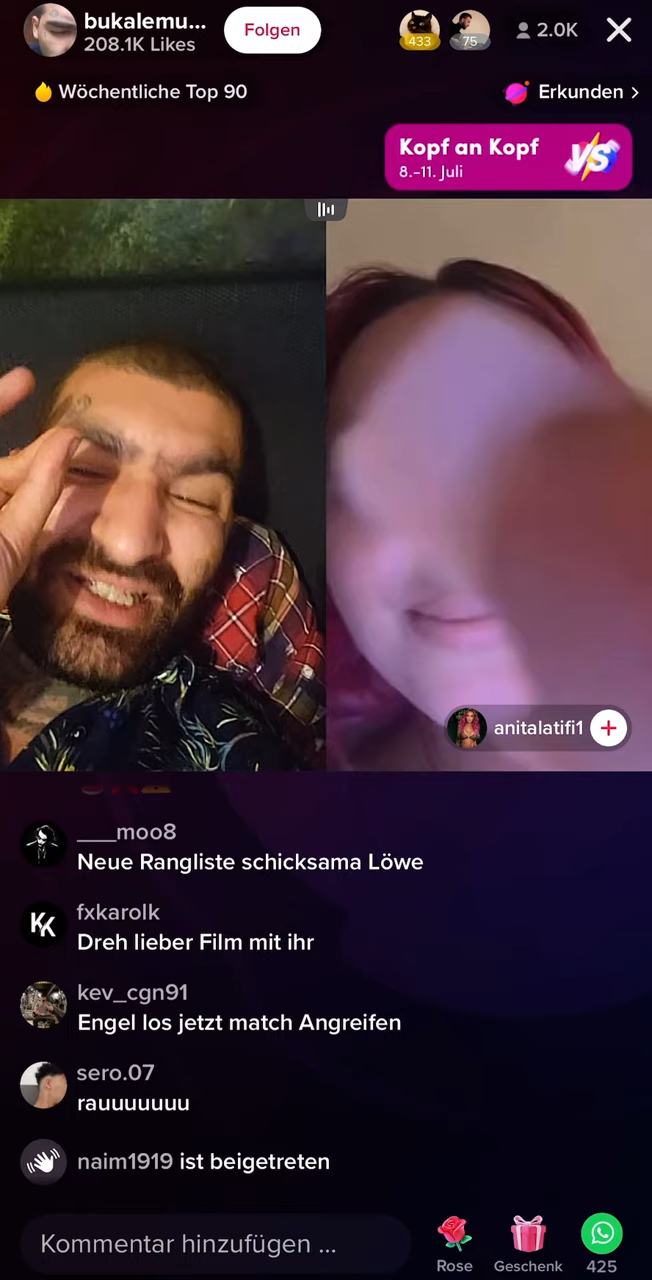 bukalemu...
208.1K Likes
Folgen
433
75
2.0K
Wöchentliche Top 90
Erkunden >
Kopf an Kopf
8.-11. Juli
VS
anitalatifi1
___moo8
Neue Rangliste schicksama Löwe
fxkarolk
Dreh lieber Film mit ihr
kev_cgn91
Engel los jetzt match Angreifen
sero.07
rauuuuuuu
naim1919 ist beigetreten
Kommentar hinzufügen ...
Rose
Geschenk
425